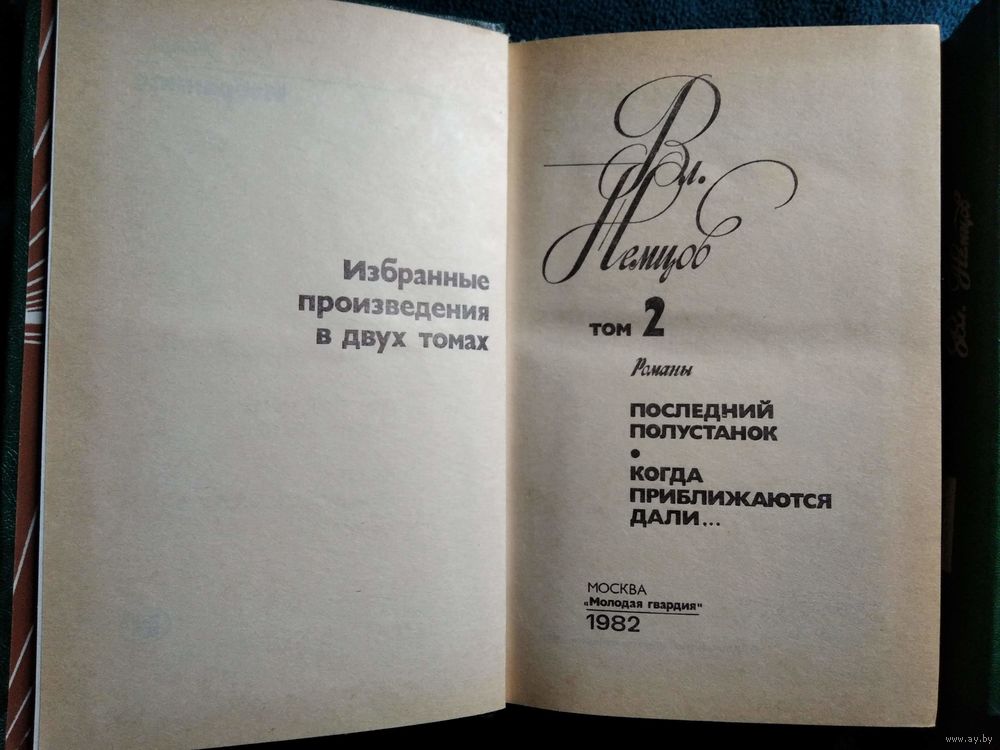 Избранные
произведения
в двух томах
Вл.
Немцов
том 2
Романы
ПОСЛЕДНИЙ
ПОЛУСТАНОК
•
КОГДА
ПРИБЛИЖАЮТСЯ
ДАЛИ...
МОСКВА
„Молодая гвардия"
1982
Вл. Немцов
www.ay.by